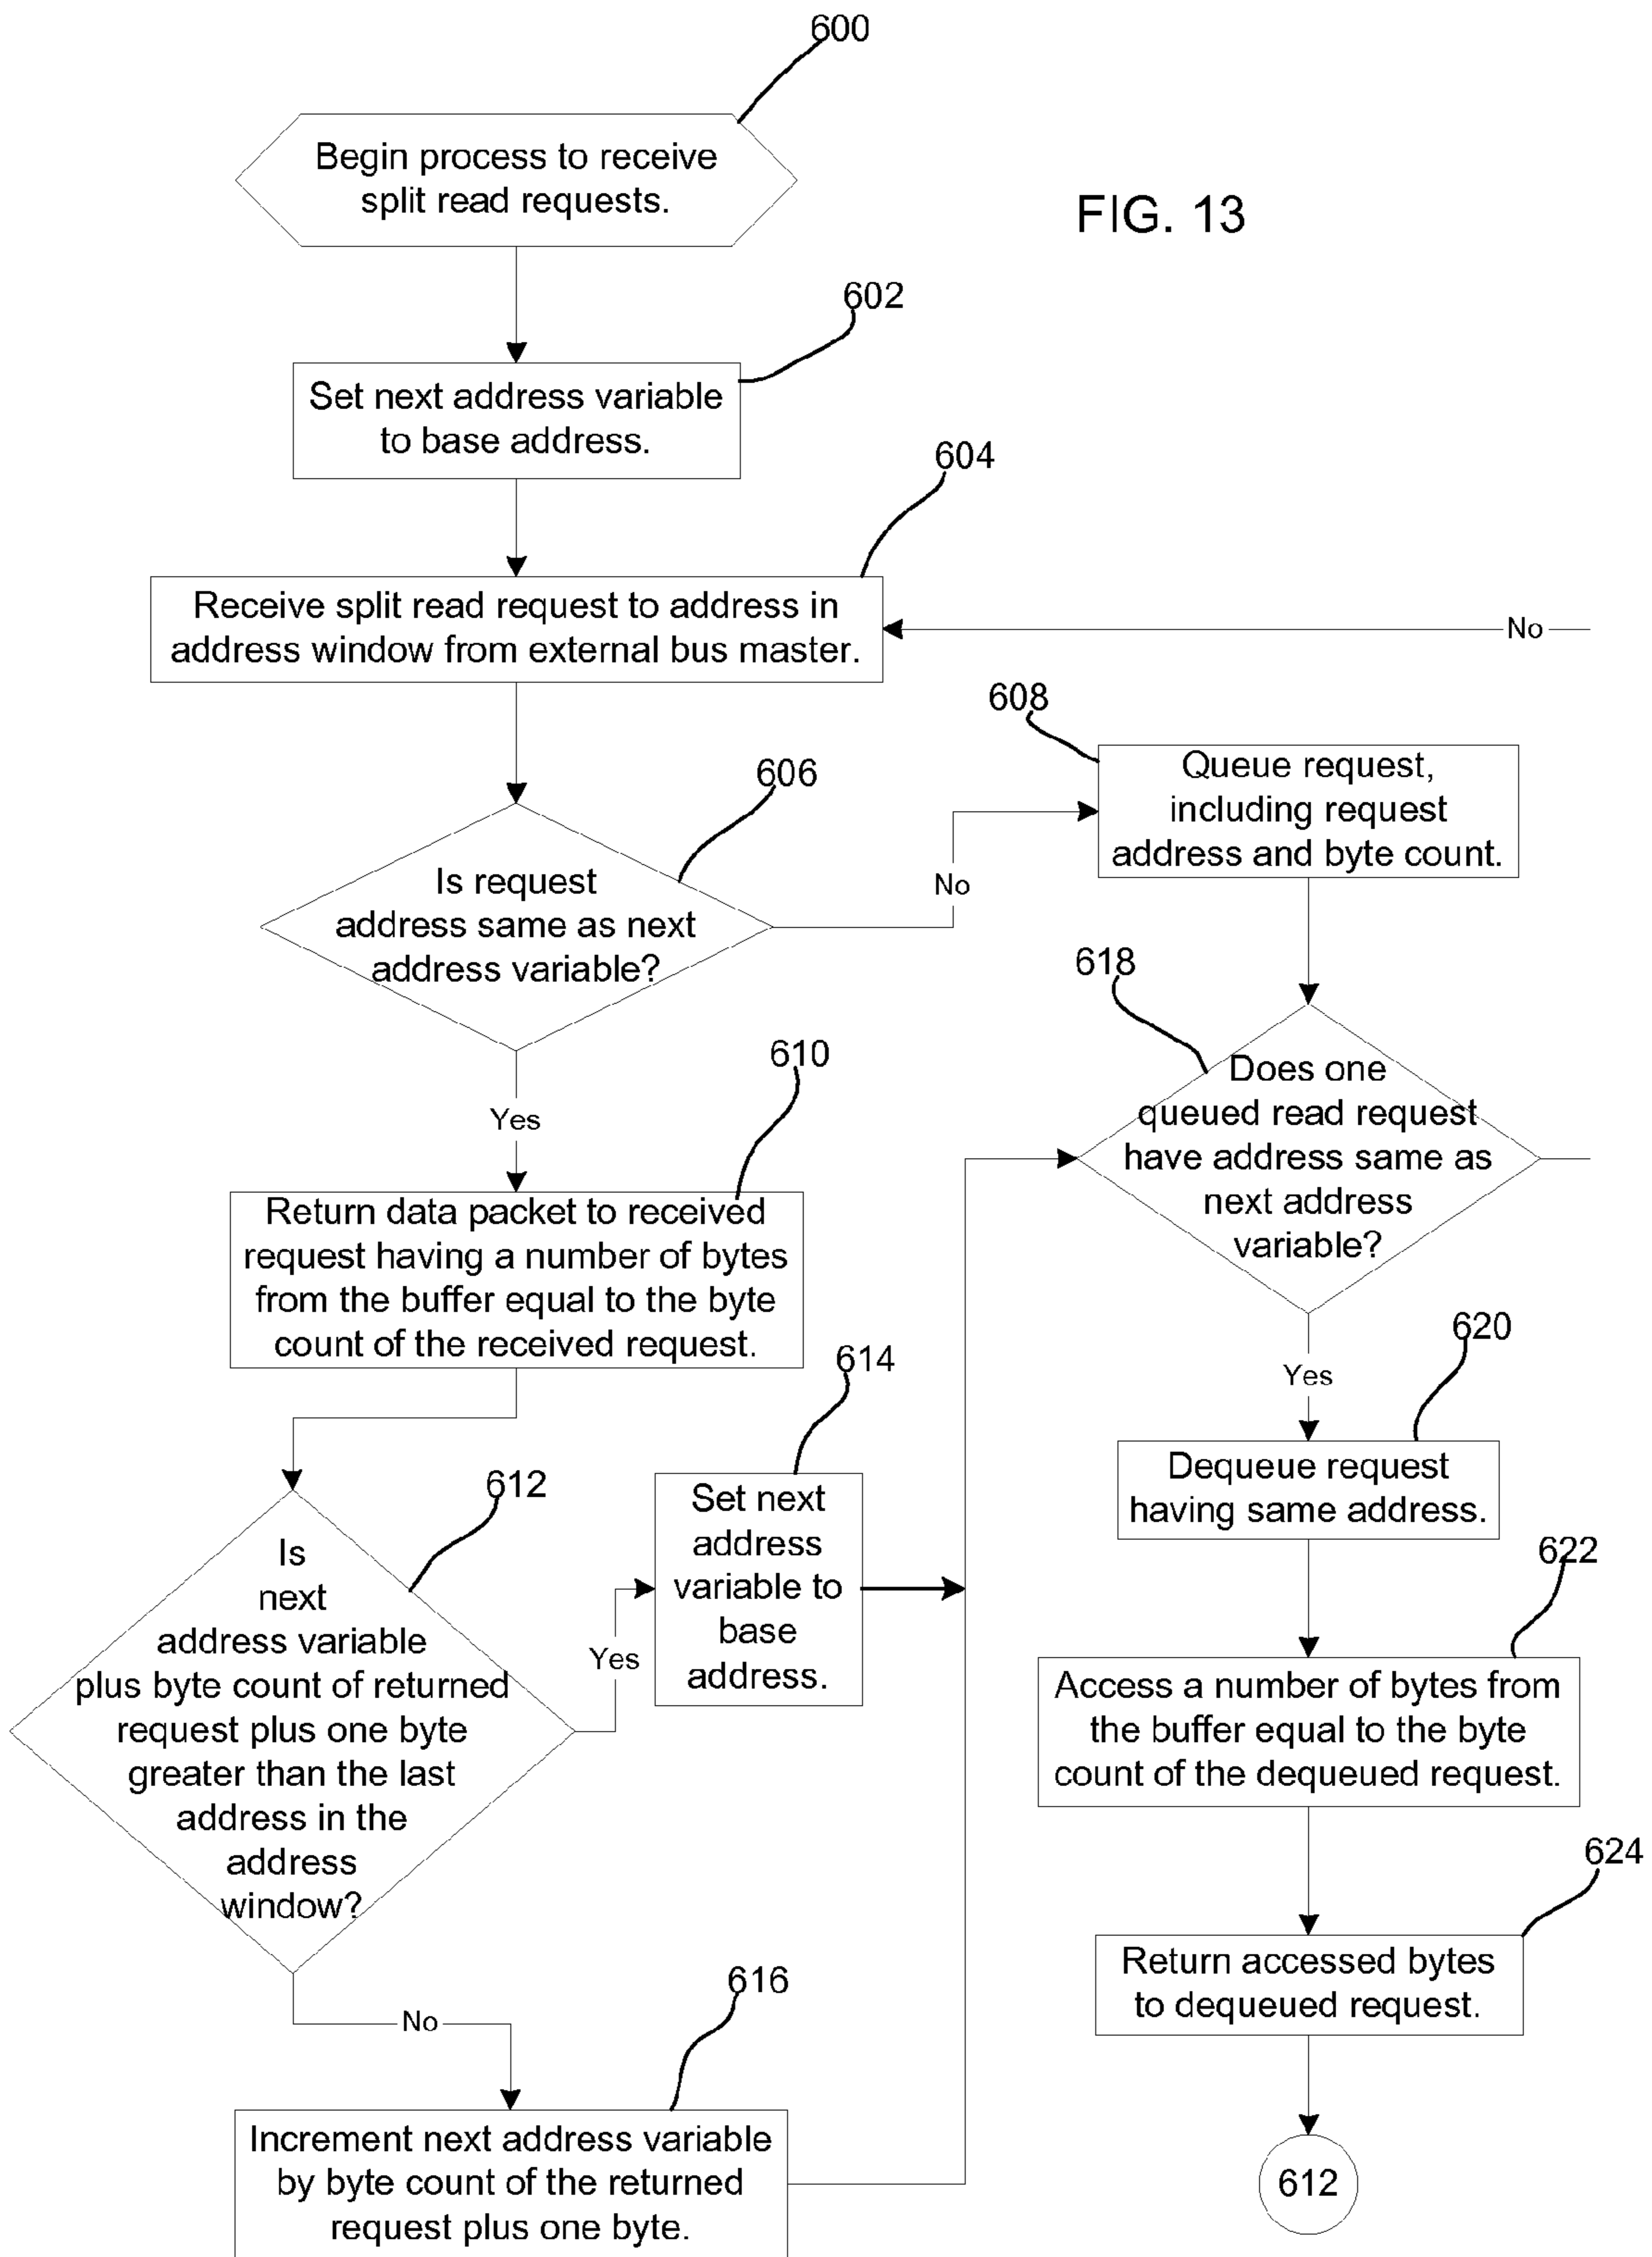 600
Begin process to receive
split read requests.
FIG. 13
602
Set next address variable
to base address.
604
Receive split read request to address in
address window from external bus master.
No
606
Is request
address same as next
address variable?
No
608
Queue request,
including request
address and byte count.
Yes
610
Return data packet to received
request having a number of bytes
from the buffer equal to the byte
count of the received request.
612
Is
next
address variable
plus byte count of returned
request plus one byte
greater than the last
address in the
address
window?
Yes
614
Set next
address
variable to
base
address.
No
616
Increment next address variable
by byte count of the returned
request plus one byte.
618
Does one
queued read request
have address same as
next address
variable?
Yes
620
Dequeue request
having same address.
622
Access a number of bytes from
the buffer equal to the byte
count of the dequeued request.
624
Return accessed bytes
to dequeued request.
612